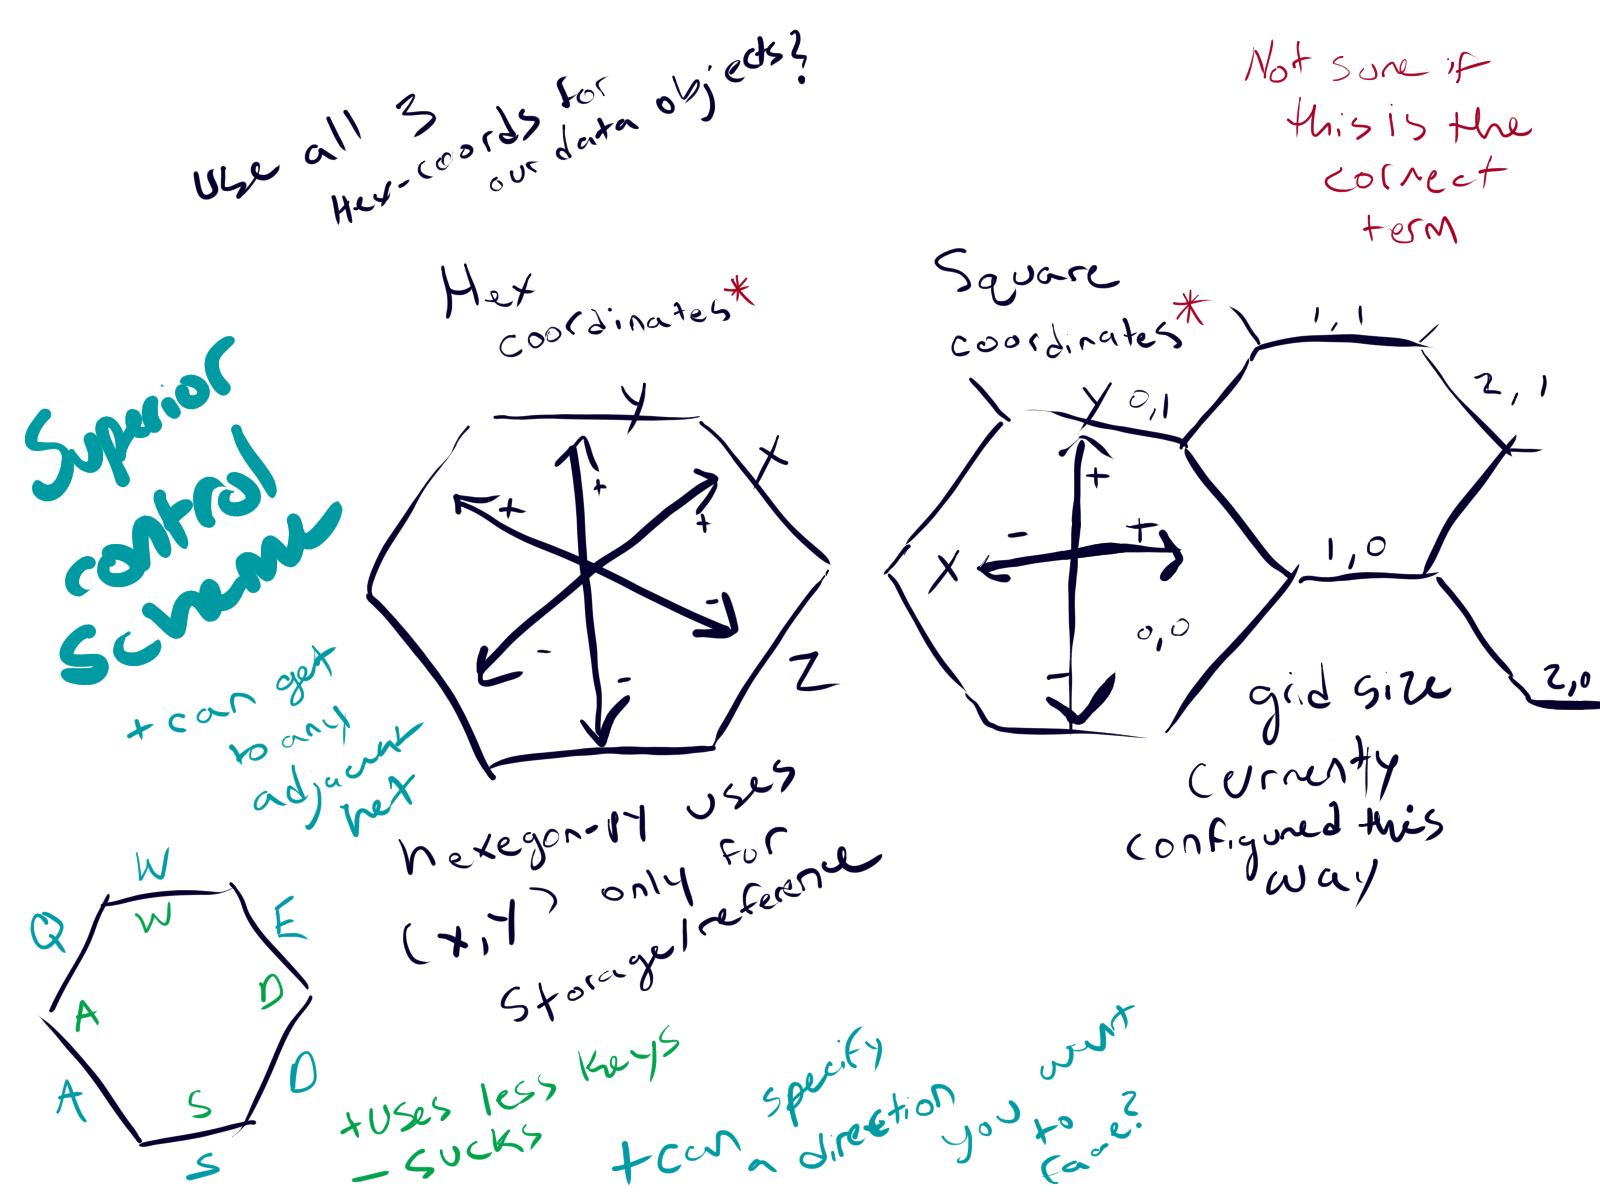 use all 3
Hex-coords for
our data objects?
Not sure if
this is the
correct
term
Hex
coordinates*
Square
coordinates*
1, 1
2, 1
Y
0,1
Y
X
+
+
+
-
-
-
Z
+
-
+
X
-
1, 0
0,0
2,0
Superior
control
Scheme
+ can get
to any
adjacent
hex
grid size
currently
configured this
way
hexegon-py uses
(x,y) only for
storage/reference
W
W
Q
E
A
D
A
D
S
S
+ uses less keys
- sucks
+ can specify
a direction
you want
to
face?